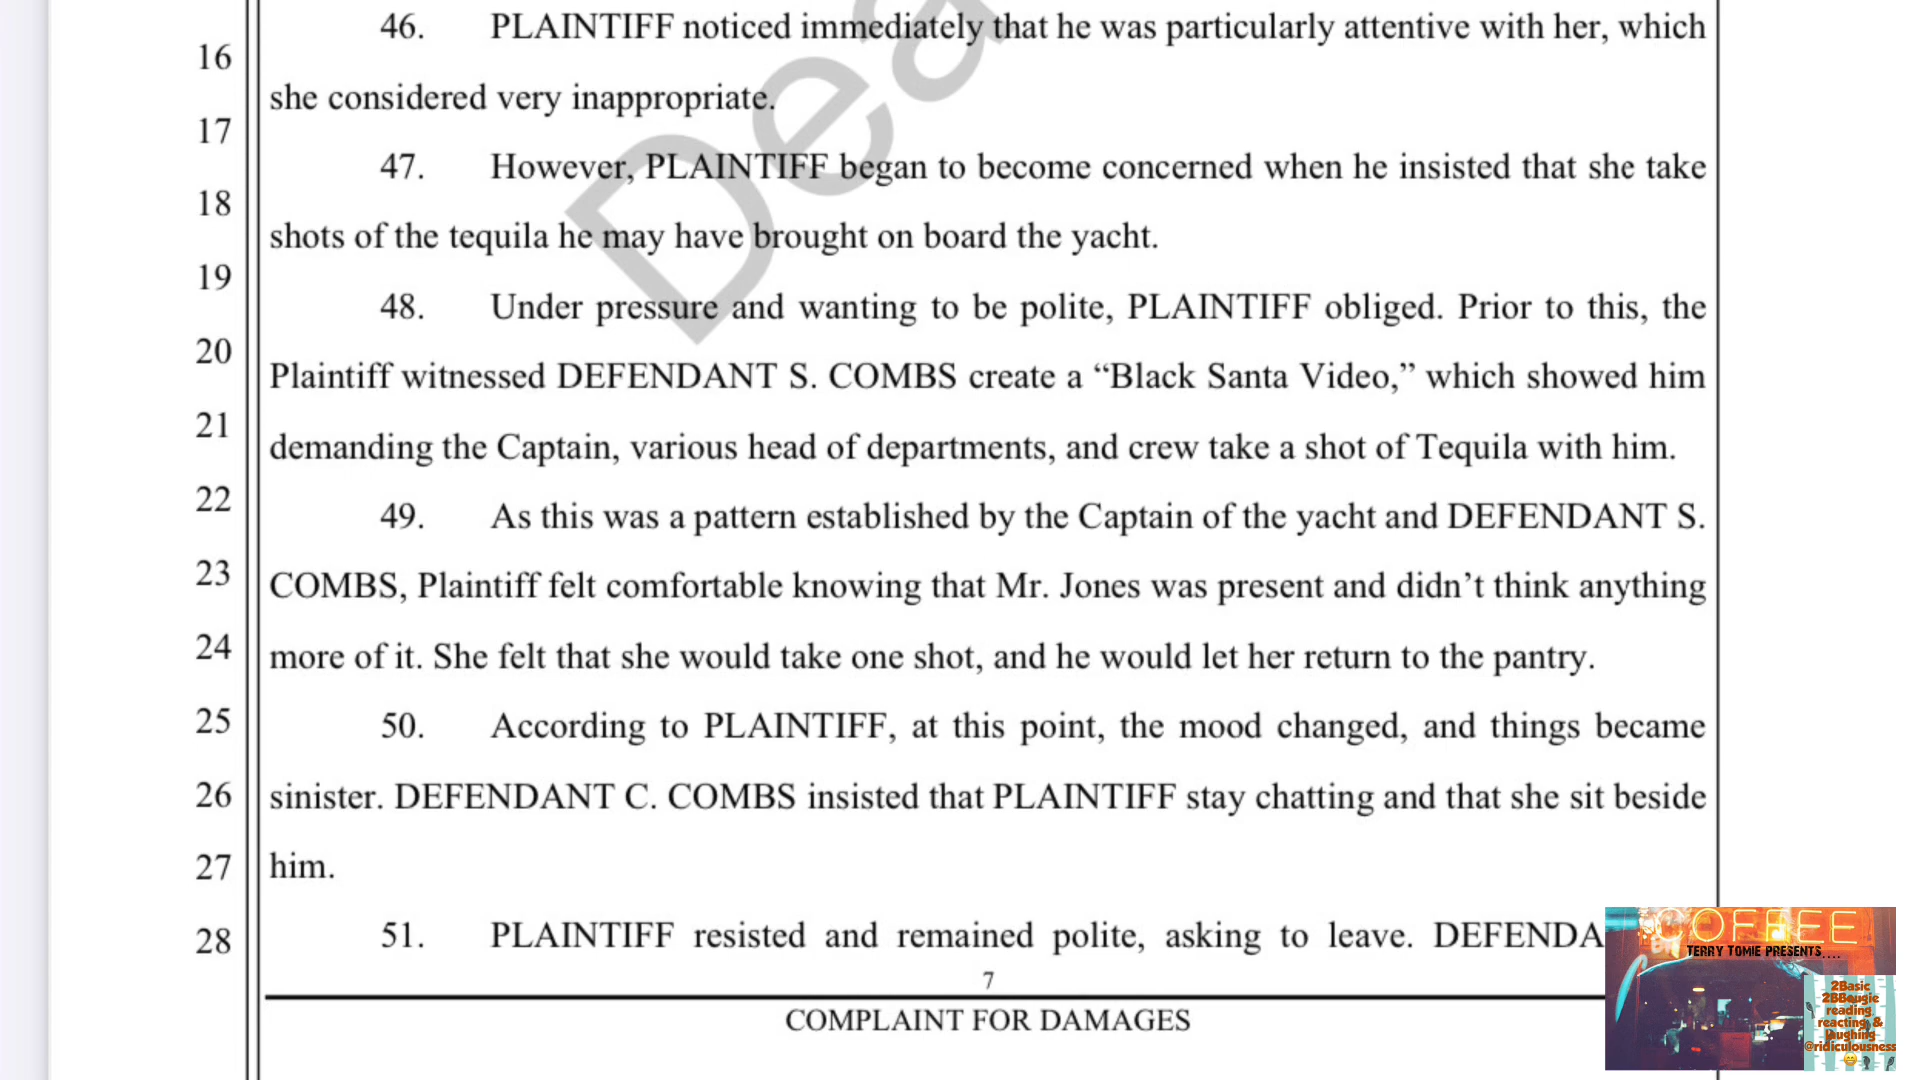 46. PLAINTIFF noticed immediately that he was particularly attentive with her, which
16
she considered very inappropriate.
17
47. However, PLAINTIFF began to become concerned when he insisted that she take
18
shots of the tequila he may have brought on board the yacht.
19
48. Under pressure and wanting to be polite, PLAINTIFF obliged. Prior to this, the
20
Plaintiff witnessed DEFENDANT S. COMBS create a “Black Santa Video,” which showed him
21
demanding the Captain, various head of departments, and crew take a shot of Tequila with him.
22
49. As this was a pattern established by the Captain of the yacht and DEFENDANT S.
23
COMBS, Plaintiff felt comfortable knowing that Mr. Jones was present and didn’t think anything
24
more of it. She felt that she would take one shot, and he would let her return to the pantry.
25
50. According to PLAINTIFF, at this point, the mood changed, and things became
26
sinister. DEFENDANT C. COMBS insisted that PLAINTIFF stay chatting and that she sit beside
27
him.
28
51. PLAINTIFF resisted and remained polite, asking to leave. DEFENDA
7
COMPLAINT FOR DAMAGES
Dea
COFFEE
TERRY TOMIE PRESENTS....
2Basic
2BBougie
reading
reacting, &
laughing
@ridiculousness